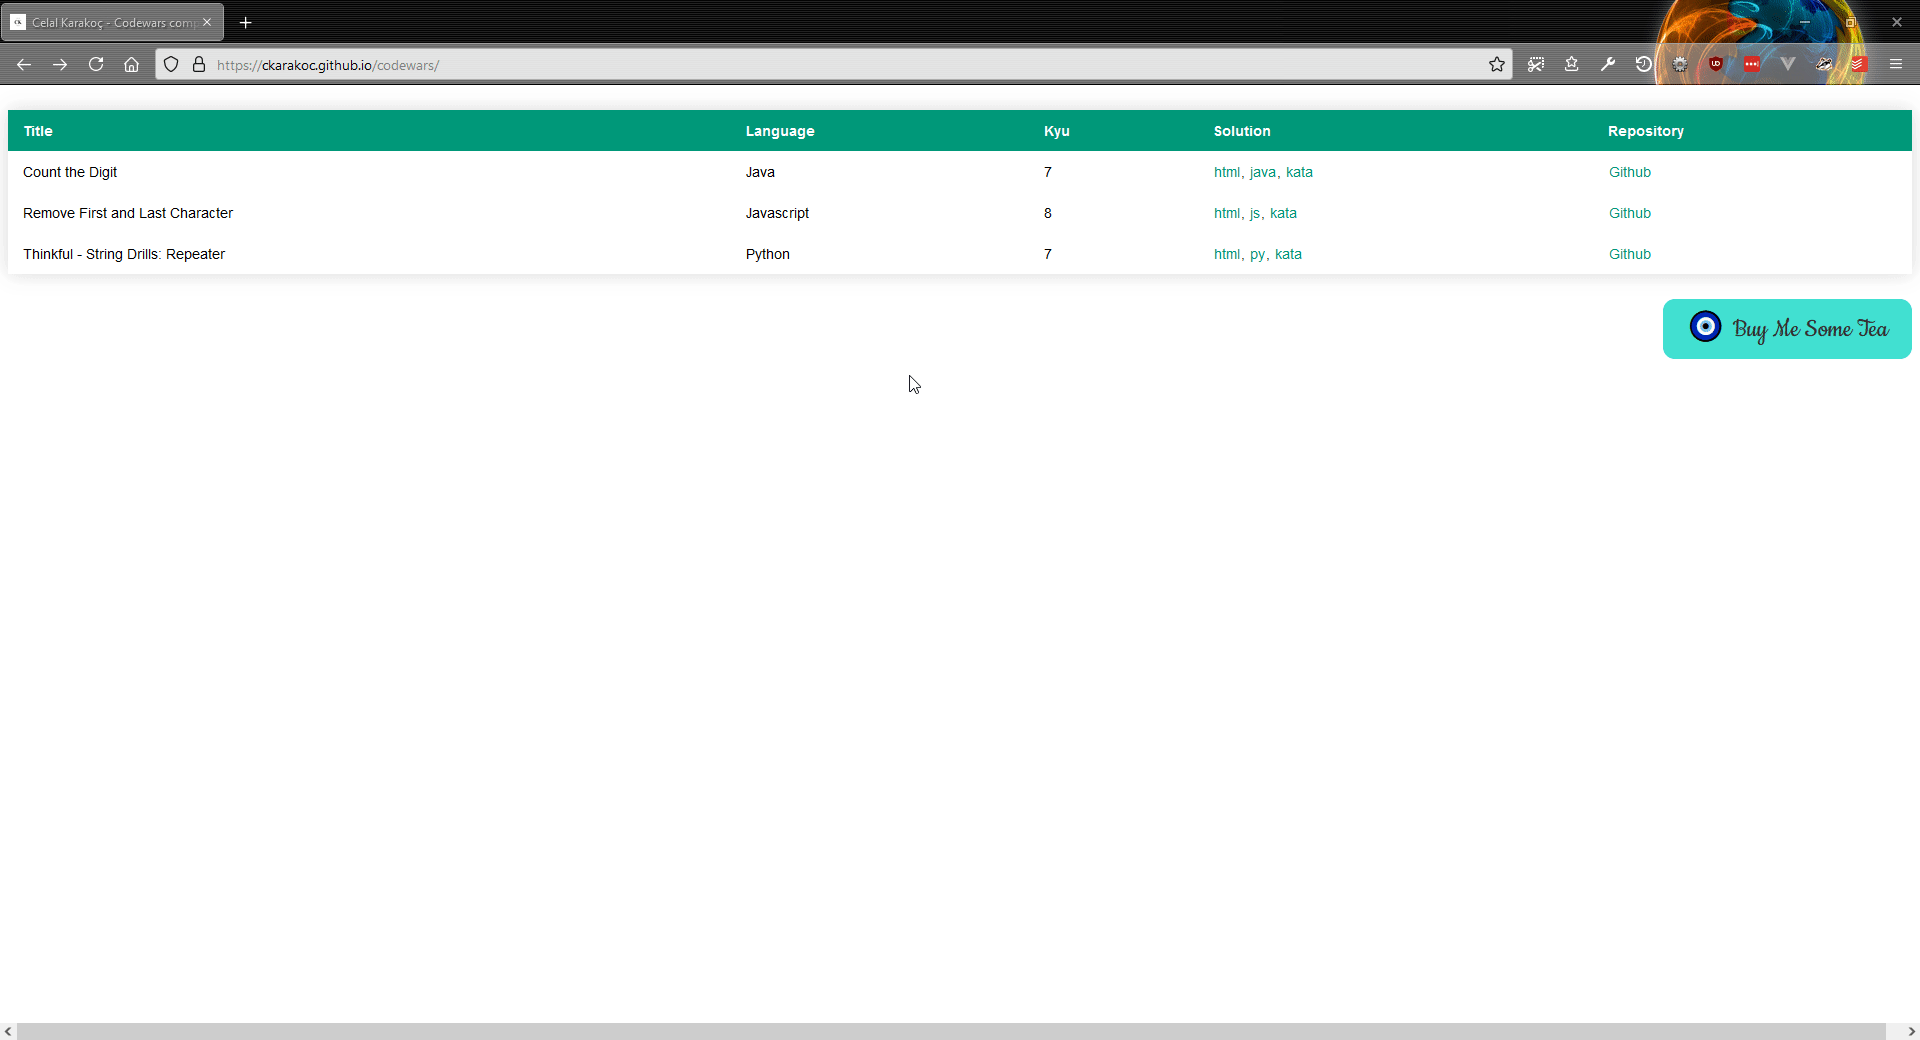 Celal Karakoç - Codewars comp
https://ckarakoc.github.io/codewars/
Title Language Kyu Solution Repository
Count the Digit Java 7 html, java, kata Github
Remove First and Last Character Javascript 8 html, js, kata Github
Thinkful - String Drills: Repeater Python 7 html, py, kata Github
Buy Me Some Tea